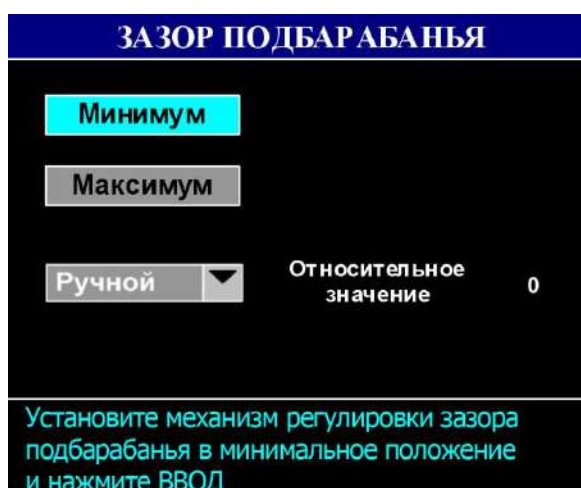 ЗАЗОР ПОДБАРАБАНЬЯ
Минимум
Максимум
Ручной
Относительное
значение
0
Установите механизм регулировки зазора
подбарабанья в минимальное положение
и нажмите ВВОД